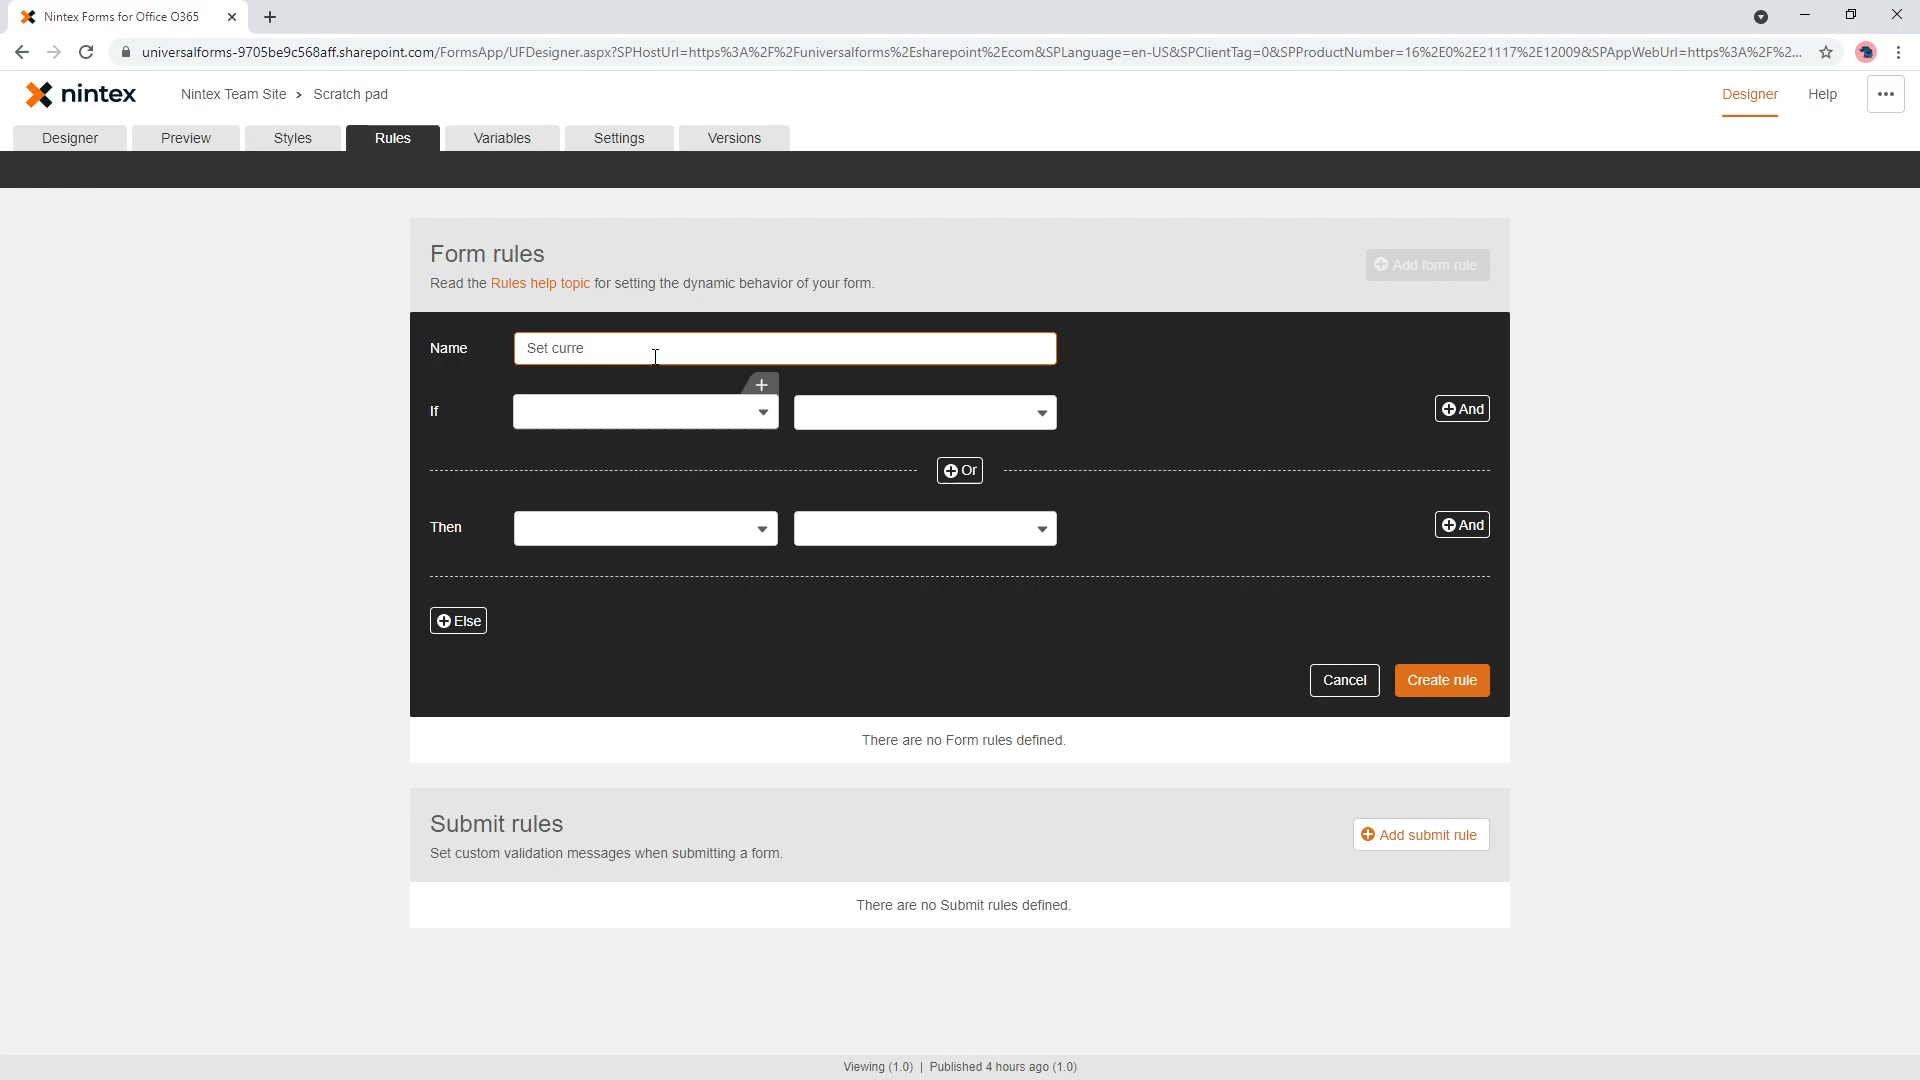 Nintex Forms for Office O365
universalforms-9705be9c568aff.sharepoint.com/FormsApp/UFDesigner.aspx?SPHostUrl=https%3A%2F%2Funiversalforms%2Esharepoint%2Ecom&SPLanguage=en-US&SPClientTag=0&SPProductNumber=16%2E0%2E21117%2E12009&SPAppWebUrl=https%3A%2F%2...
nintex Nintex Team Site > Scratch pad Designer Help
Designer Preview Styles Rules Variables Settings Versions
Form rules
Add form rule
Read the Rules help topic for setting the dynamic behavior of your form.
Name Set curre
If And
Or
Then And
Else
Cancel Create rule
There are no Form rules defined.
Submit rules
Add submit rule
Set custom validation messages when submitting a form.
There are no Submit rules defined.
Viewing (1.0) | Published 4 hours ago (1.0)